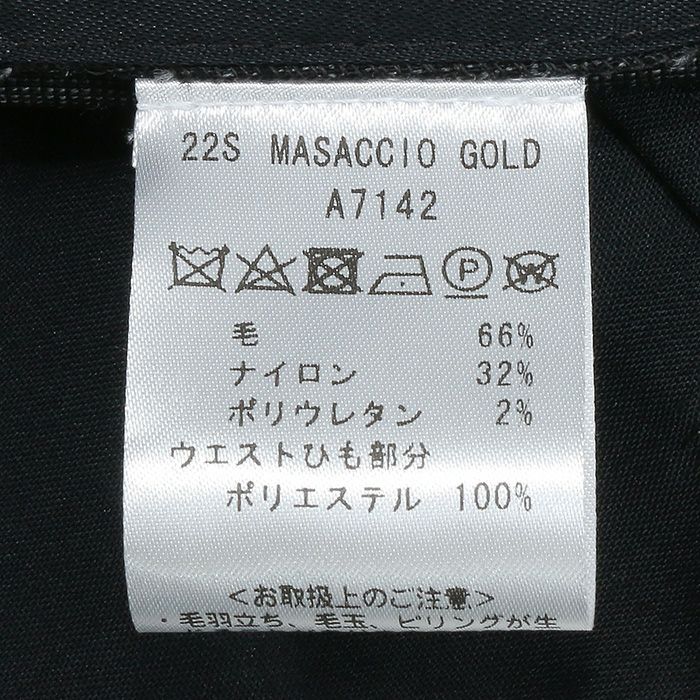 22S MASACCIO GOLD
A7142
P W
毛 66%
ナイロン 32%
ポリウレタン 2%
ウエストひも部分
ポリエステル 100%
<お取扱上のご注意>
・毛羽立ち、毛玉、ピリングが生